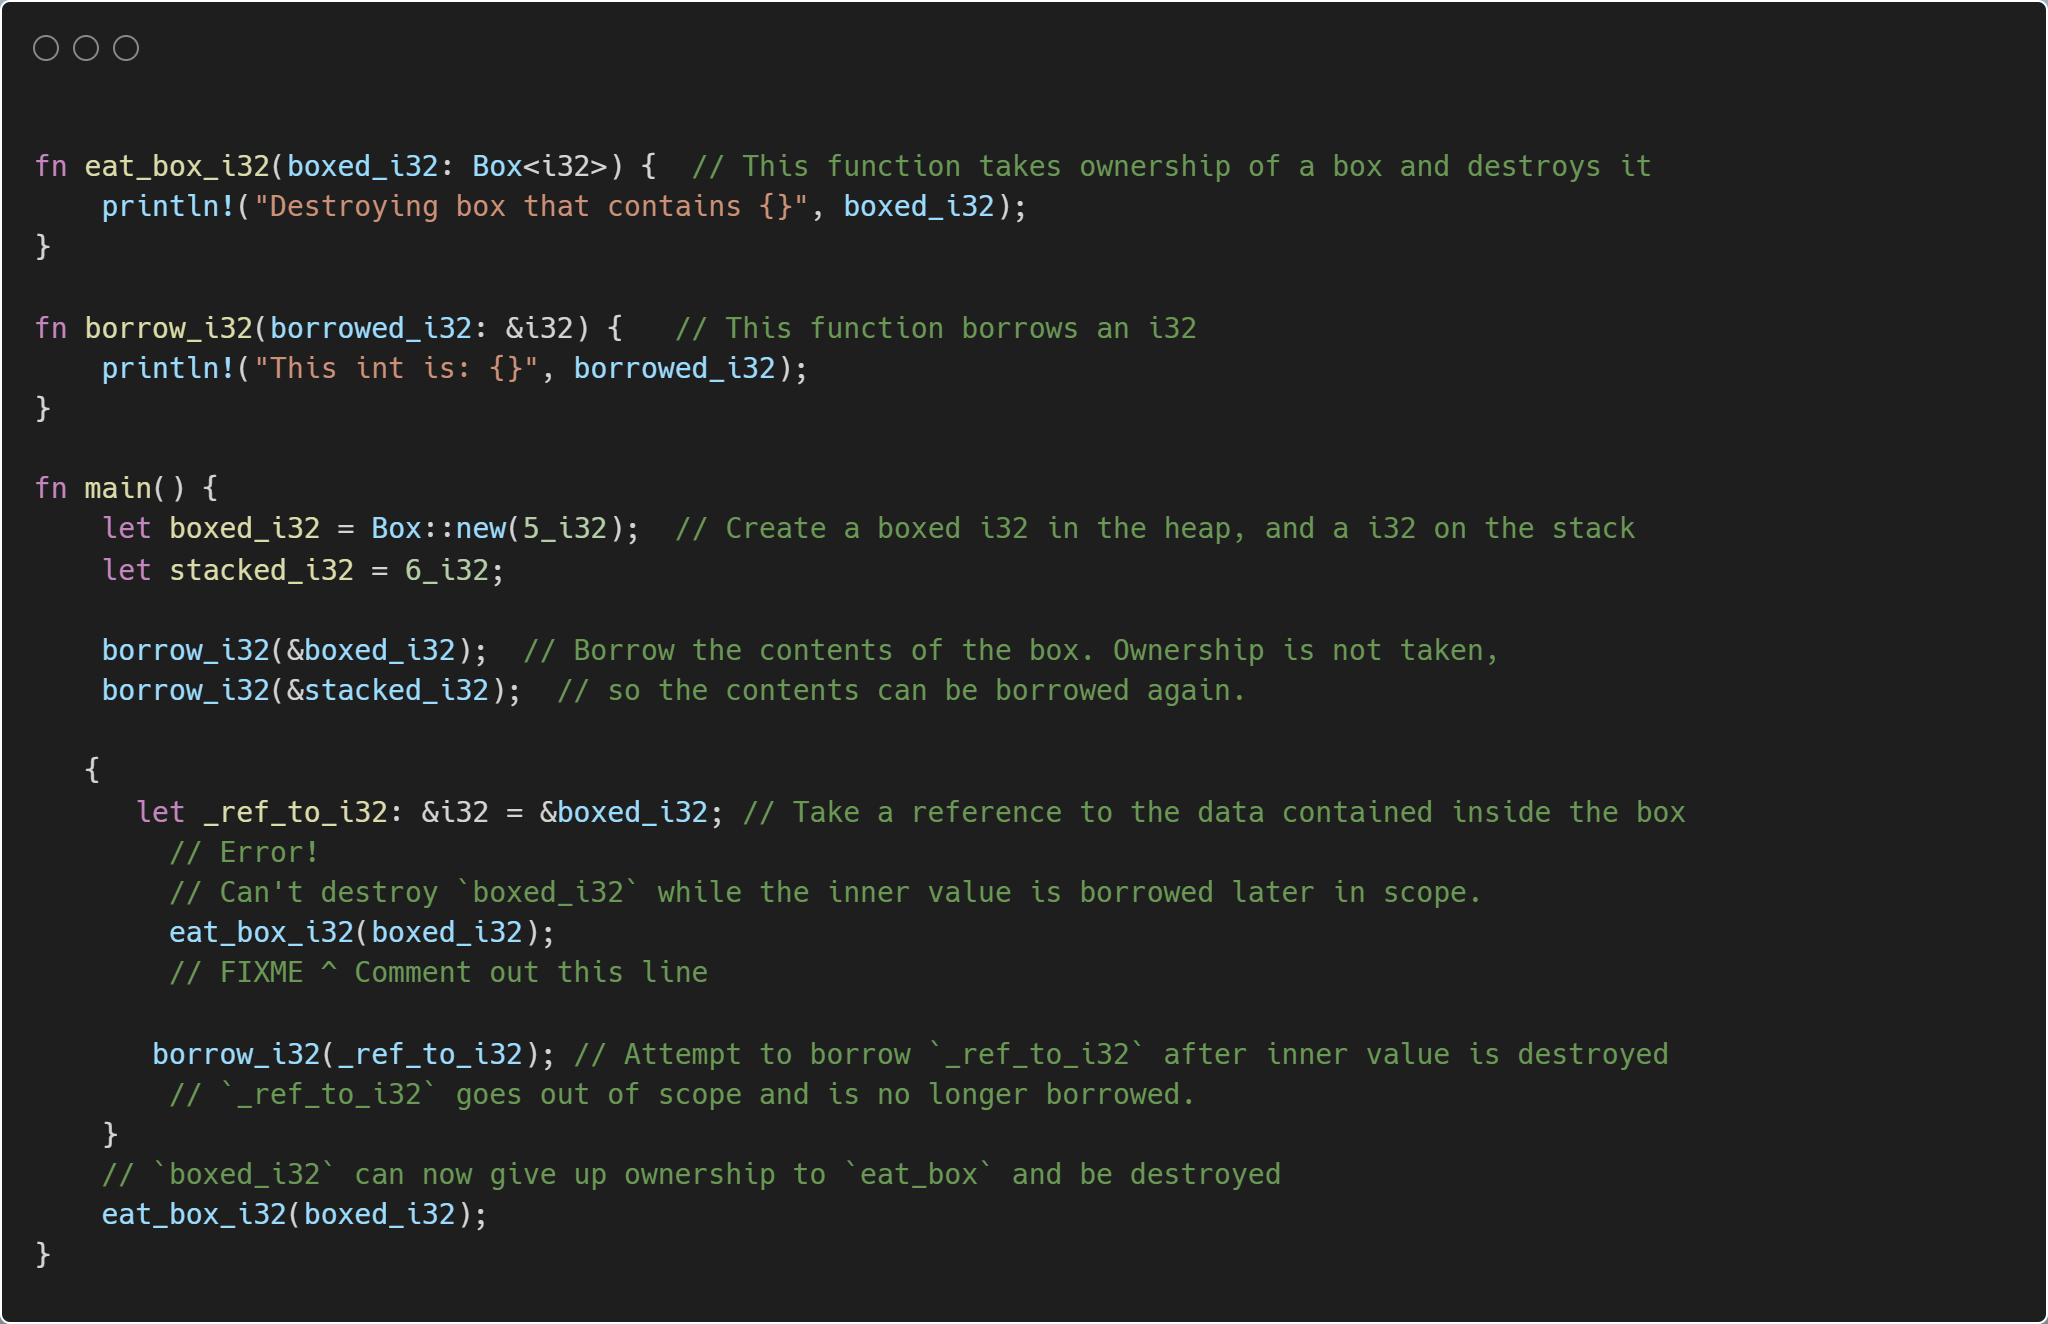 fn eat_box_i32(boxed_i32: Box<i32>) {  // This function takes ownership of a box and destroys it
    println!("Destroying box that contains {}", boxed_i32);
}

fn borrow_i32(borrowed_i32: &i32) {   // This function borrows an i32
    println!("This int is: {}", borrowed_i32);
}

fn main() {
    let boxed_i32 = Box::new(5_i32);  // Create a boxed i32 in the heap, and a i32 on the stack
    let stacked_i32 = 6_i32;

    borrow_i32(&boxed_i32);  // Borrow the contents of the box. Ownership is not taken,
    borrow_i32(&stacked_i32);  // so the contents can be borrowed again.

   {
      let _ref_to_i32: &i32 = &boxed_i32; // Take a reference to the data contained inside the box
        // Error!
        // Can't destroy `boxed_i32` while the inner value is borrowed later in scope.
        eat_box_i32(boxed_i32);
        // FIXME ^ Comment out this line

       borrow_i32(_ref_to_i32); // Attempt to borrow `_ref_to_i32` after inner value is destroyed
        // `_ref_to_i32` goes out of scope and is no longer borrowed.
    }
    // `boxed_i32` can now give up ownership to `eat_box` and be destroyed
    eat_box_i32(boxed_i32);
}